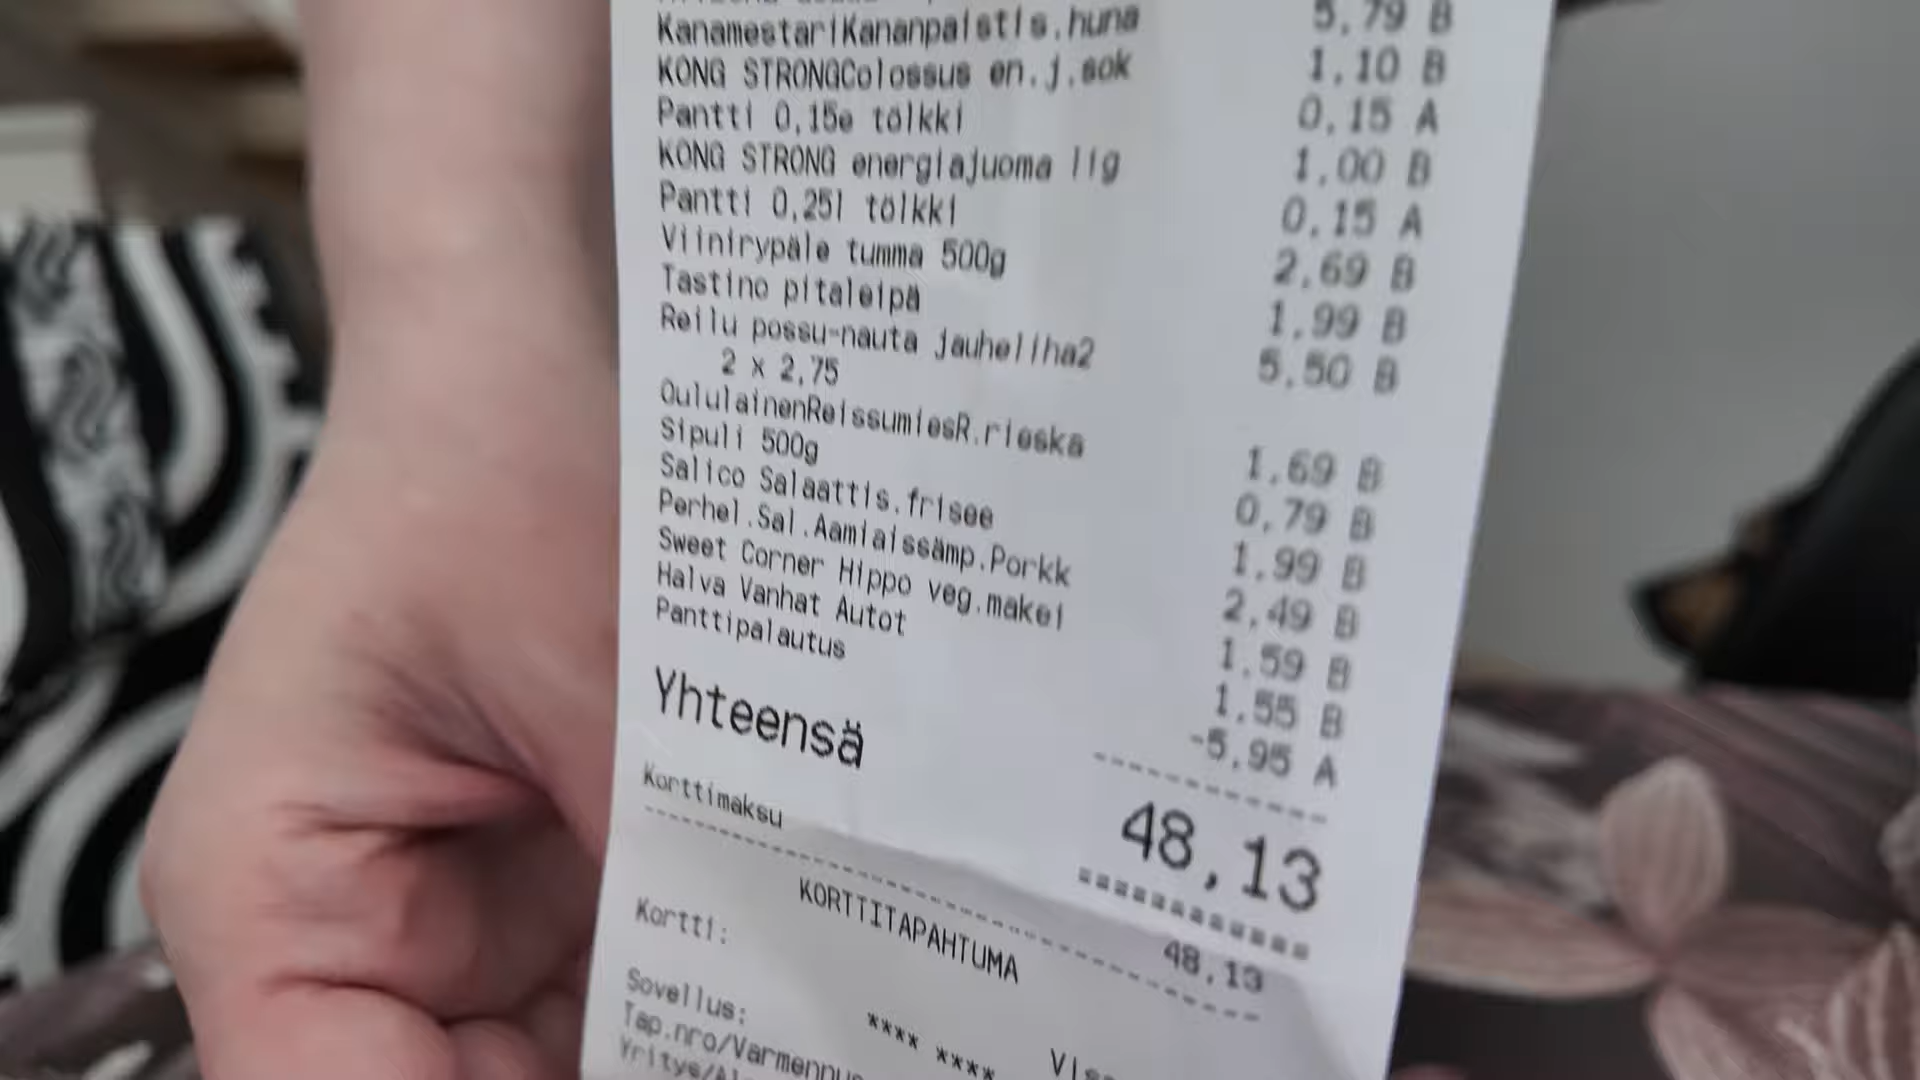 KanamestariKananpaistis.huna 5,79 B
KONG STRONGColossus en.j.sok 1,10 B
Pantti 0,15e tölkki 0,15 A
KONG STRONG energiajuoma lig 1,00 B
Pantti 0,25l tölkki 0,15 A
Viinirypäle tumma 500g 2,69 B
Tastino pitaleipä 1,99 B
Reilu possu-nauta jauheliha2 5,50 B
2 x 2,75
OululainenReissumiesR.rieska 1,69 B
Sipuli 500g 0,79 B
Salico Salaattis.frisee 1,99 B
Perhel.Sal.Aamiaissämp.Porkk 2,49 B
Sweet Corner Hippo veg.makei 1,59 B
Halva Vanhat Autot 1,55 B
Panttipalautus -5,95 A
Yhteensä 48,13
Korttimaksu 48,13
KORTTITAPAHTUMA
Kortti: **** ****
Sovellus:
Tap.nro/Varmennus